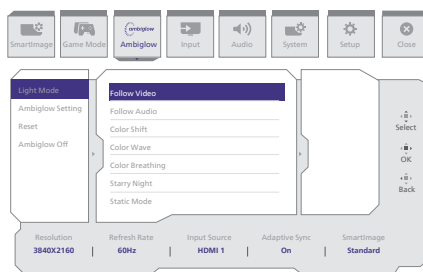 ambiglow
SmartImage Game Mode Ambiglow Input Audio System Setup Close
Light Mode
Ambiglow Setting
Reset
Ambiglow Off
Follow Video
Follow Audio
Color Shift
Color Wave
Color Breathing
Starry Night
Static Mode
Select
OK
Back
Resolution Refresh Rate Input Source Adaptive Sync SmartImage
3840X2160 | 60Hz | HDMI 1 | On | Standard